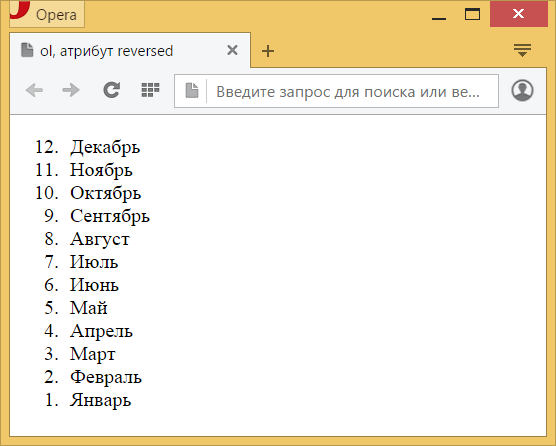 Opera
ol, атрибут reversed
Введите запрос для поиска или ве...
12. Декабрь
11. Ноябрь
10. Октябрь
9. Сентябрь
8. Август
7. Июль
6. Июнь
5. Май
4. Апрель
3. Март
2. Февраль
1. Январь